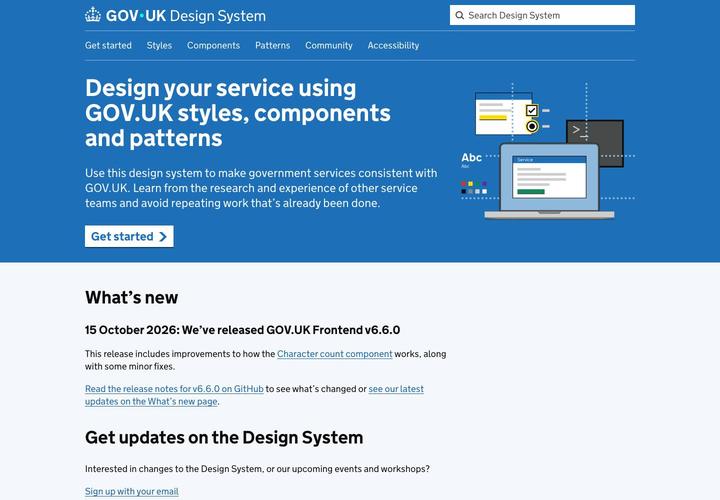 GOV.UK Design System
Search Design System
Get started Styles Components Patterns Community Accessibility
Design your service using
GOV.UK styles, components
and patterns
Use this design system to make government services consistent with
GOV.UK. Learn from the research and experience of other service
teams and avoid repeating work that's already been done.
Get started
Abc
Abc
>_
Service
What's new
15 October 2026: We've released GOV.UK Frontend v6.6.0
This release includes improvements to how the Character count component works, along
with some minor fixes.
Read the release notes for v6.6.0 on GitHub to see what's changed or see our latest
updates on the What's new page.
Get updates on the Design System
Interested in changes to the Design System, or our upcoming events and workshops?
Sign up with your email